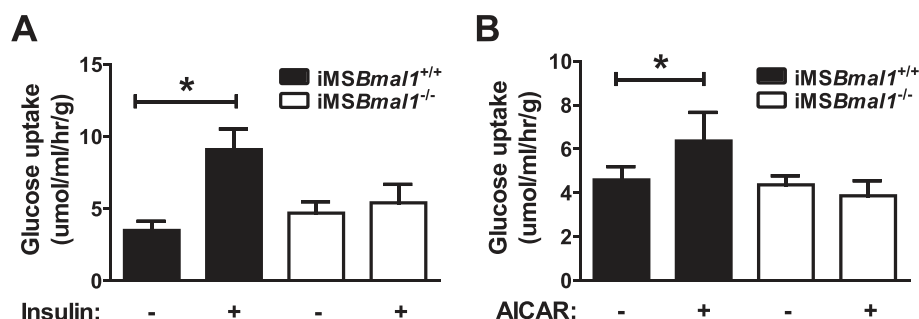 A
Glucose uptake
(umol/ml/hr/g)
15
10
5
0
*
iMSBmal1+/+
iMSBmal1-/-
Insulin: - + - +
B
Glucose uptake
(umol/ml/hr/g)
10
8
6
4
2
0
*
iMSBmal1+/+
iMSBmal1-/-
AICAR: - + - +